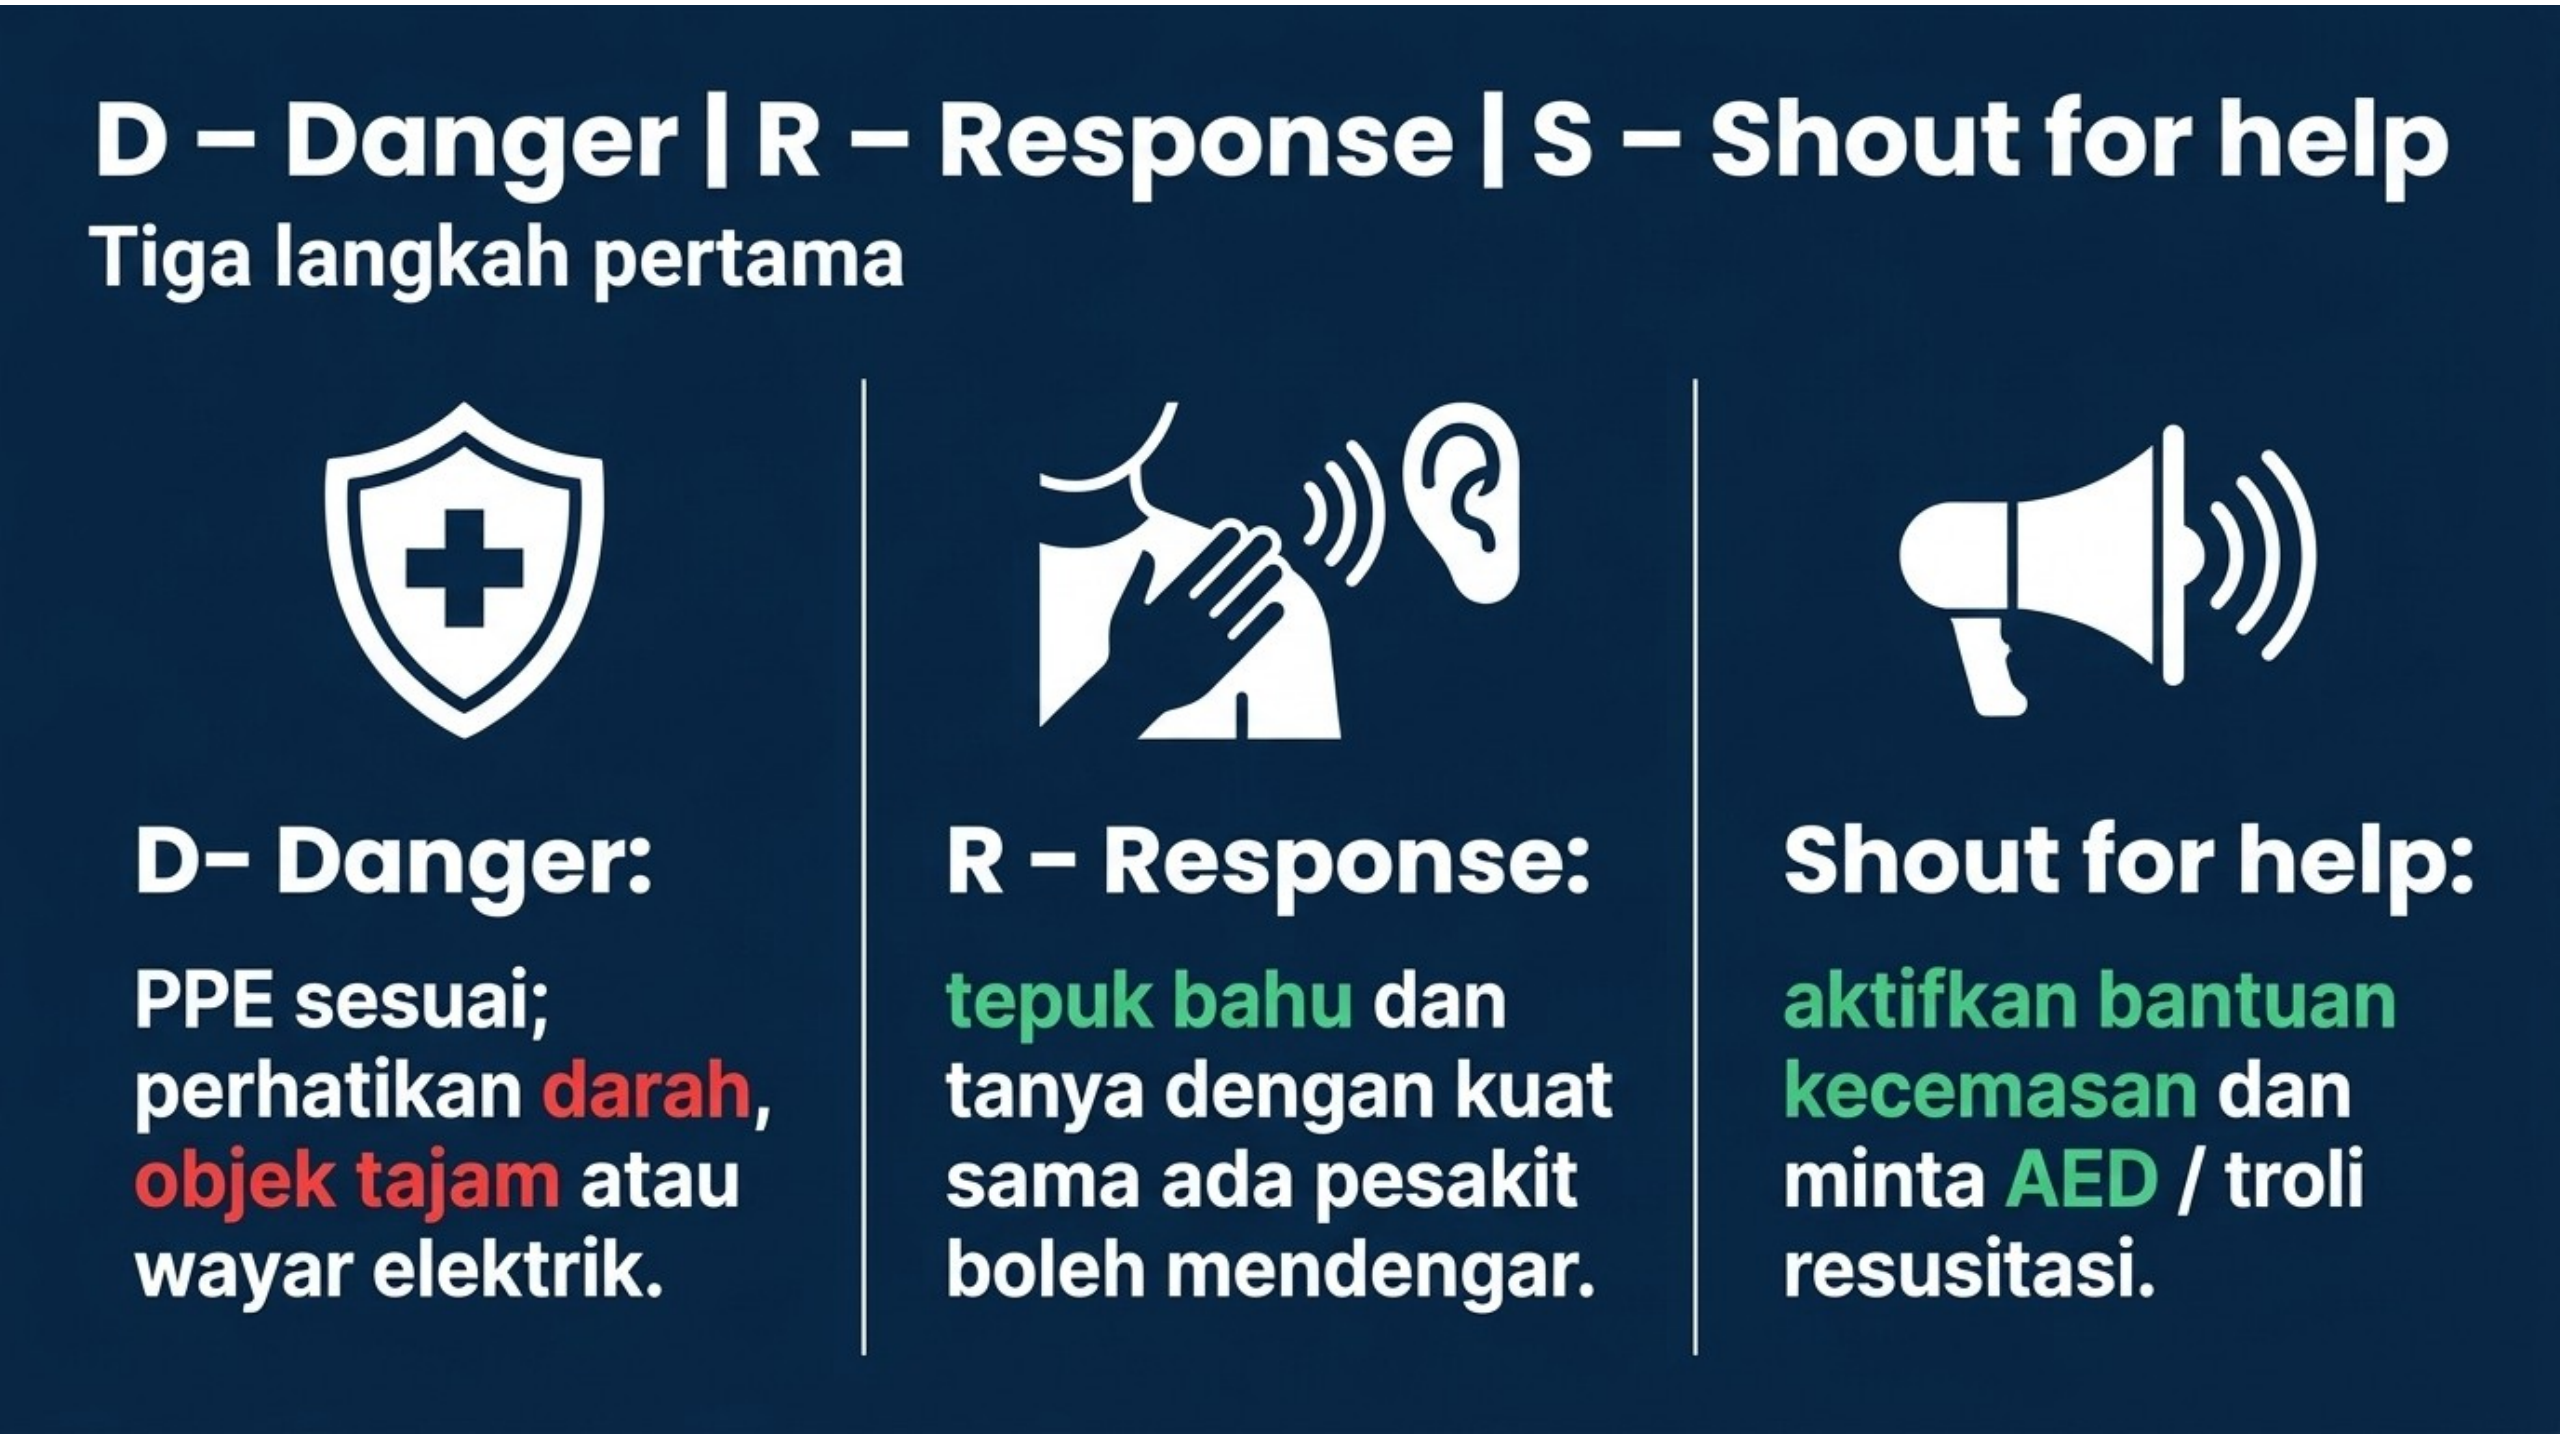 D – Danger | R – Response | S – Shout for help
Tiga langkah pertama
D– Danger:
PPE sesuai;
perhatikan darah,
objek tajam atau
wayar elektrik.
R – Response:
tepuk bahu dan
tanya dengan kuat
sama ada pesakit
boleh mendengar.
Shout for help:
aktifkan bantuan
kecemasan dan
minta AED / troli
resusitasi.